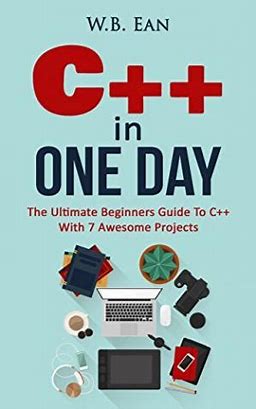 W.B. Ean
C++
in
ONE DAY
The Ultimate Beginners Guide To C++
With 7 Awesome Projects